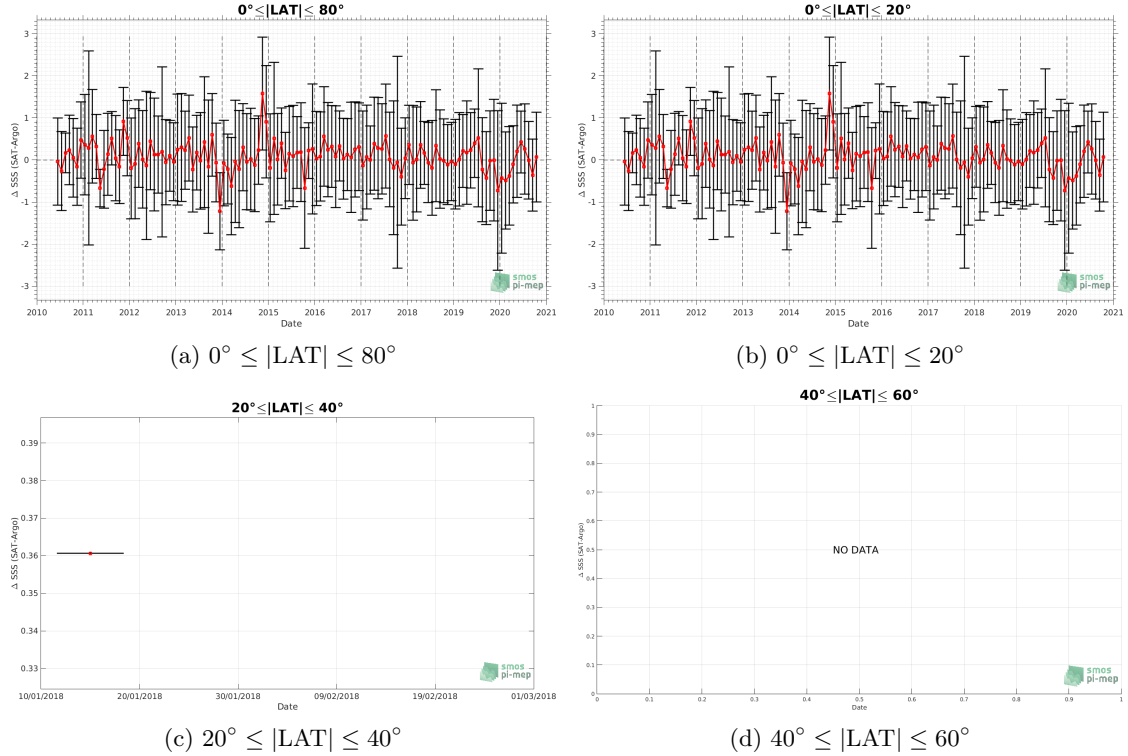 0°≤|LAT|≤ 80°
3
2
1
0
-1
-2
-3
Δ SSS (SAT-Argo)
2010 2011 2012 2013 2014 2015 2016 2017 2018 2019 2020 2021
Date
smos
pi-mep
(a) 0° ≤ |LAT| ≤ 80°
0°≤|LAT|≤ 20°
3
2
1
0
-1
-2
-3
Δ SSS (SAT-Argo)
2010 2011 2012 2013 2014 2015 2016 2017 2018 2019 2020 2021
Date
smos
pi-mep
(b) 0° ≤ |LAT| ≤ 20°
20°≤|LAT|≤ 40°
0.39
0.38
0.37
0.36
0.35
0.34
0.33
Δ SSS (SAT-Argo)
10/01/2018 20/01/2018 30/01/2018 09/02/2018 19/02/2018 01/03/2018
Date
smos
pi-mep
(c) 20° ≤ |LAT| ≤ 40°
40°≤|LAT|≤ 60°
1
0.9
0.8
0.7
0.6
0.5
0.4
0.3
0.2
0.1
0
Δ SSS (SAT-Argo)
NO DATA
0 0.1 0.2 0.3 0.4 0.5 0.6 0.7 0.8 0.9 1
Date
smos
pi-mep
(d) 40° ≤ |LAT| ≤ 60°